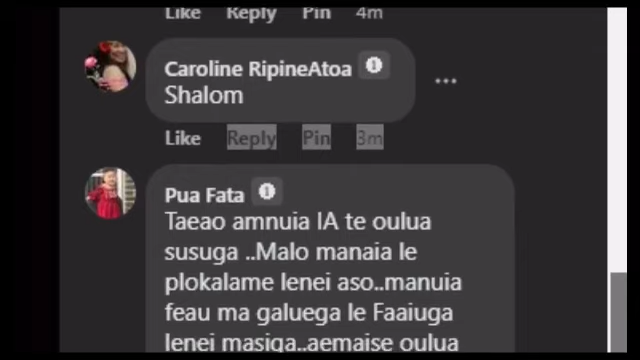 Like Reply Pin 4m
Caroline RipineAtoa
Shalom
Like Reply Pin 3m
Pua Fata
Taeao amnuia IA te oulua
susuga ..Malo manaia le
plokalame lenei aso..manuia
feau ma galuega le Faaiuga
lenei masiga..aemaise oulua